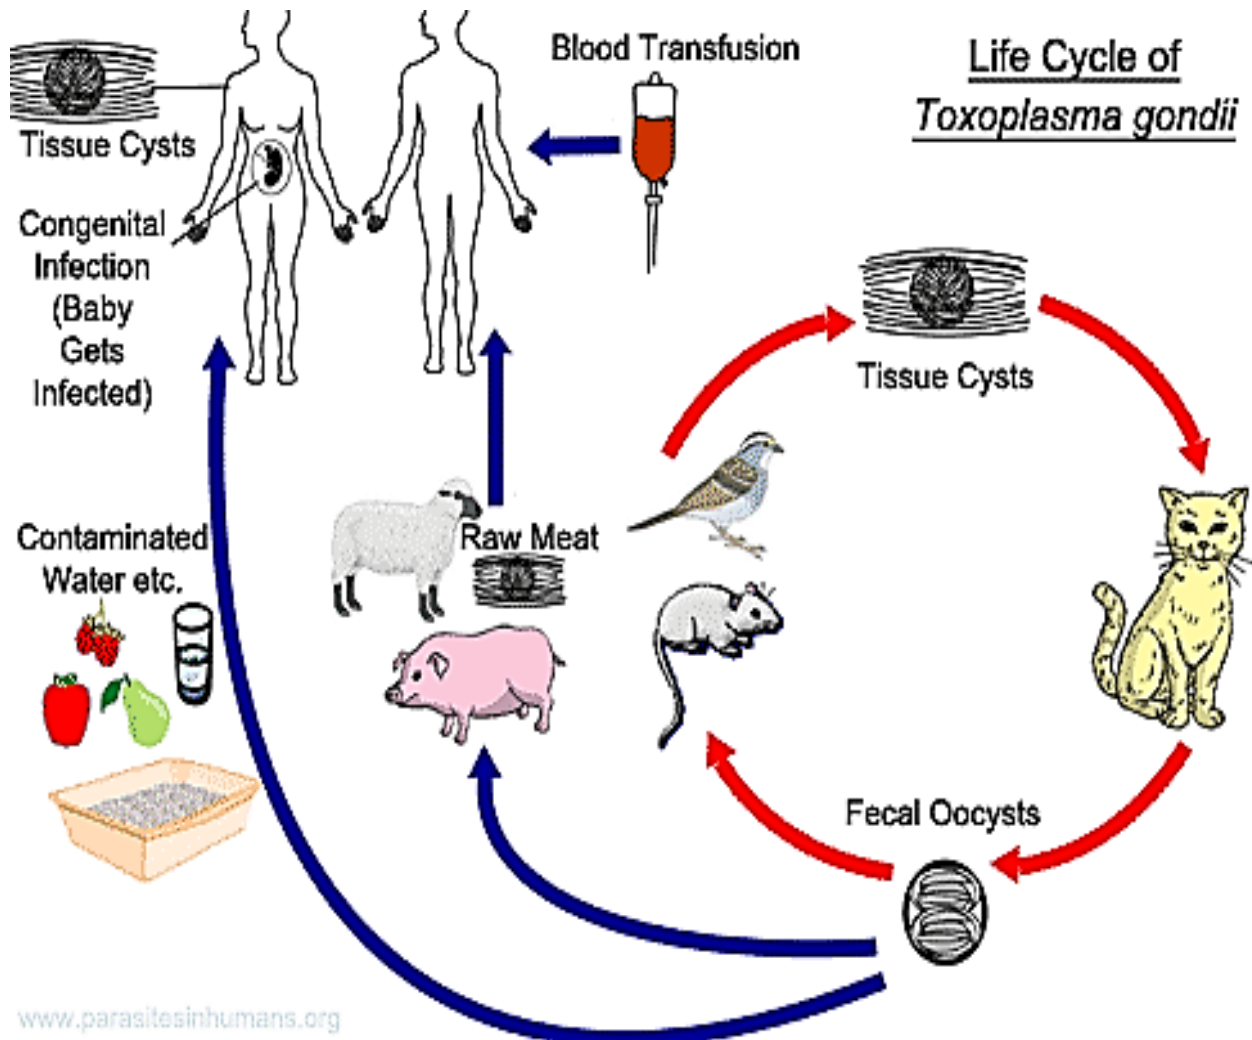 Life Cycle of
Toxoplasma gondii
Blood Transfusion
Tissue Cysts
Congenital
Infection
(Baby
Gets
Infected)
Tissue Cysts
Contaminated
Water etc.
Raw Meat
Fecal Oocysts
www.parasitesinhumans.org